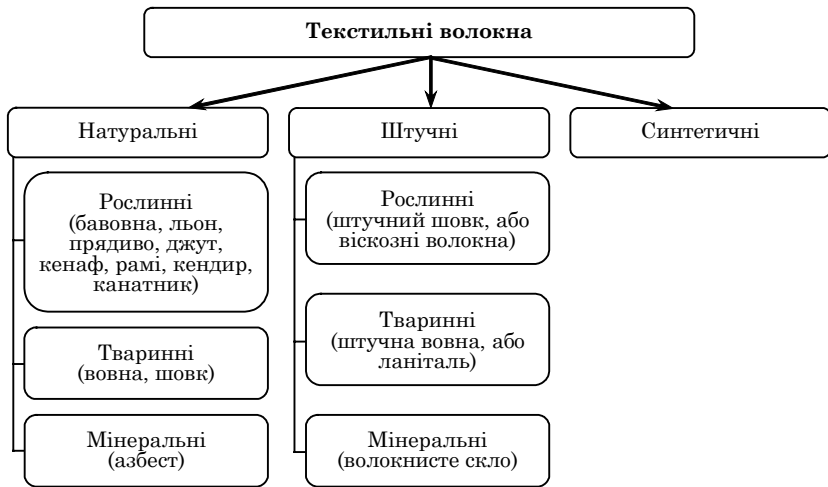 Текстильні волокна
Натуральні
Штучні
Синтетичні
Рослинні
(бавовна, льон,
прядиво, джут,
кенаф, рамі, кендир,
канатник)
Тваринні
(вовна, шовк)
Мінеральні
(азбест)
Рослинні
(штучний шовк, або
віскозні волокна)
Тваринні
(штучна вовна, або
ланіталь)
Мінеральні
(волокнисте скло)